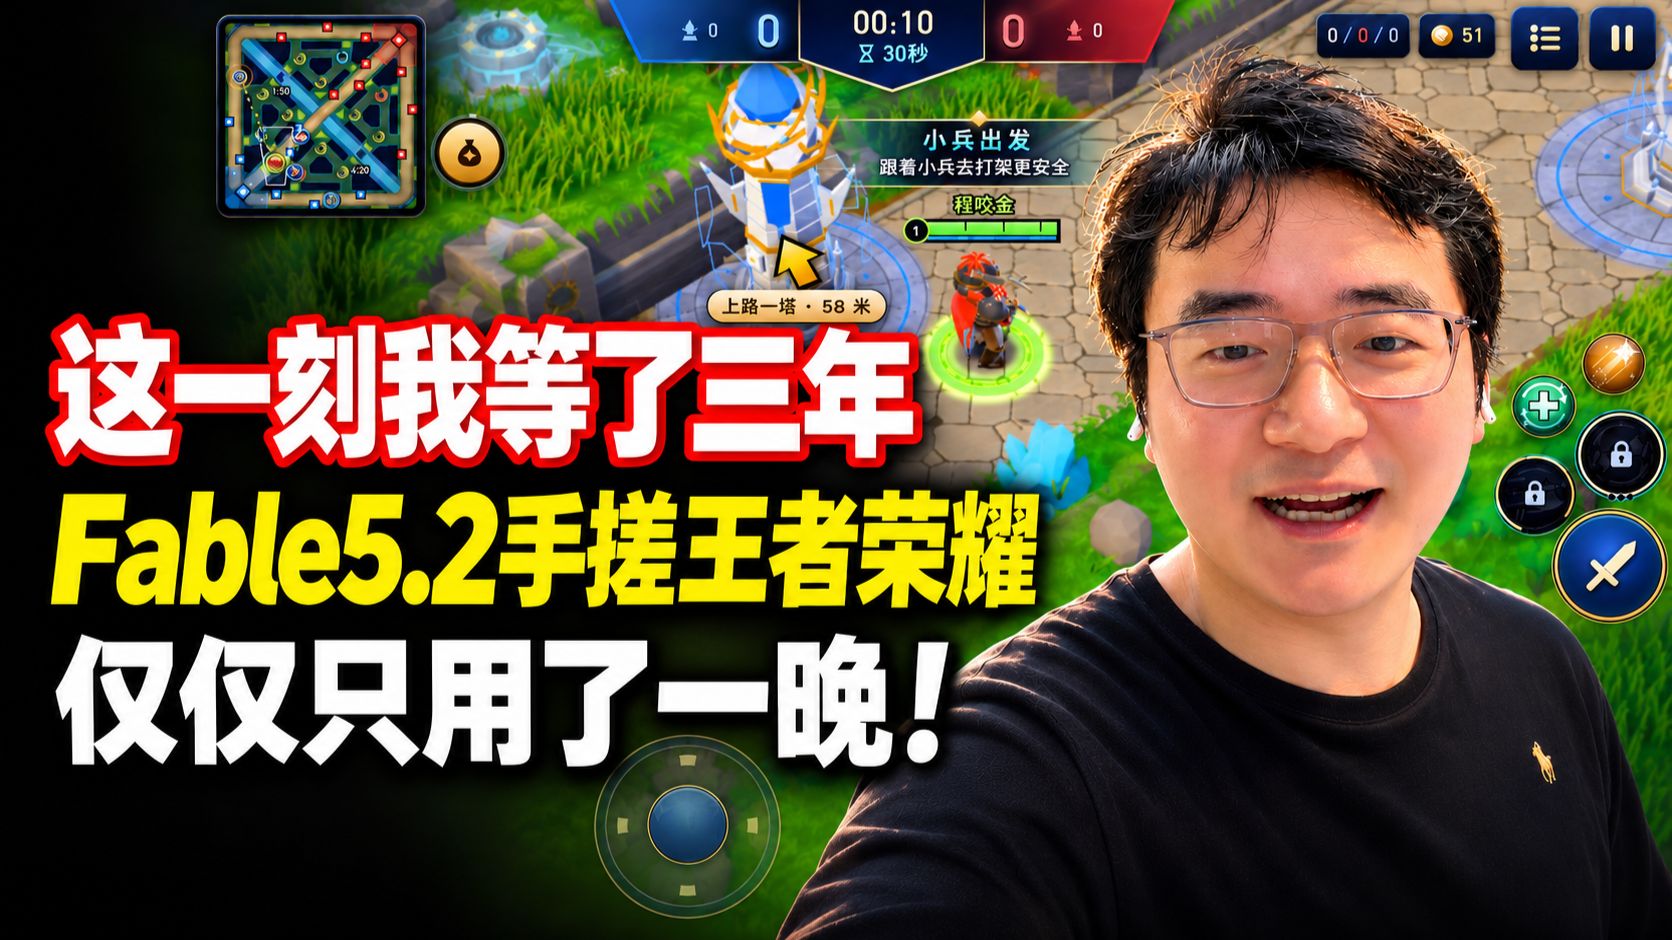 0
0
00:10
30秒
0
0
0/0/0
51
1:50
4:20
小兵出发
跟着小兵去打架更安全
程咬金
1
上路一塔·58米
这一刻我等了三年
Fable5.2手搓王者荣耀
仅仅只用了一晚！